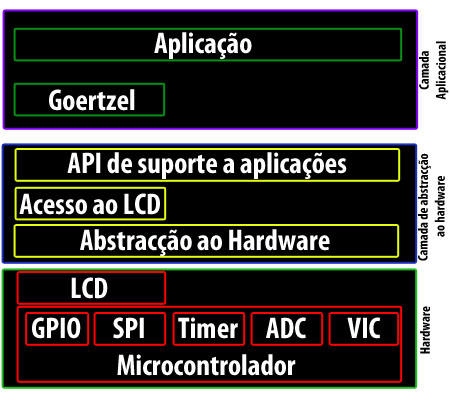 Aplicação
Goertzel
Camada
Aplicacional
API de suporte a aplicações
Acesso ao LCD
Abstracção ao Hardware
Camada de abstracção
ao hardware
LCD
GPIO SPI Timer ADC VIC
Microcontrolador
Hardware